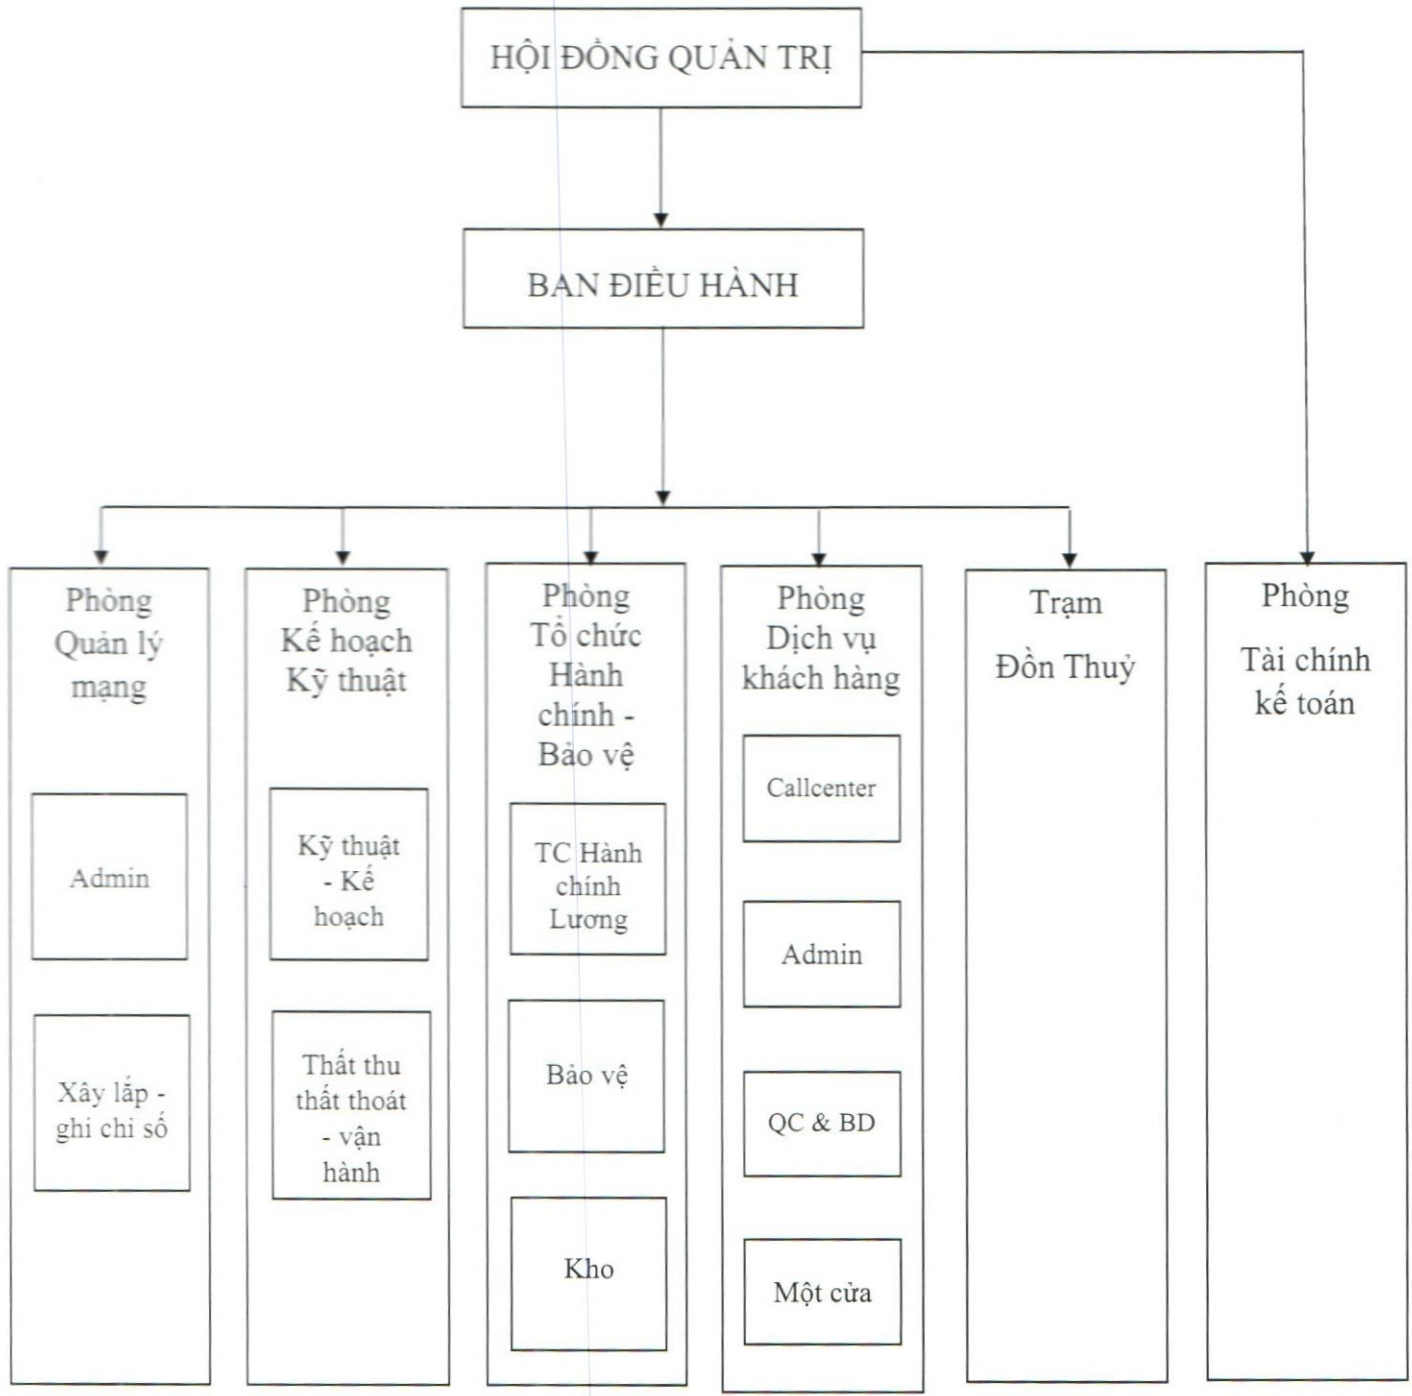 HỘI ĐỒNG QUẢN TRỊ
BAN ĐIỀU HÀNH
Phòng
Quản lý
mạng
Admin
Xây lắp -
ghi chi số
Phòng
Kế hoạch
Kỹ thuật
Kỹ thuật
- Kế
hoạch
Thất thu
thất thoát
- vận
hành
Phòng
Tổ chức
Hành
chính -
Bảo vệ
TC Hành
chính
Lương
Bảo vệ
Kho
Phòng
Dịch vụ
khách hàng
Callcenter
Admin
QC & BD
Một cửa
Trạm
Đồn Thuỷ
Phòng
Tài chính
kế toán